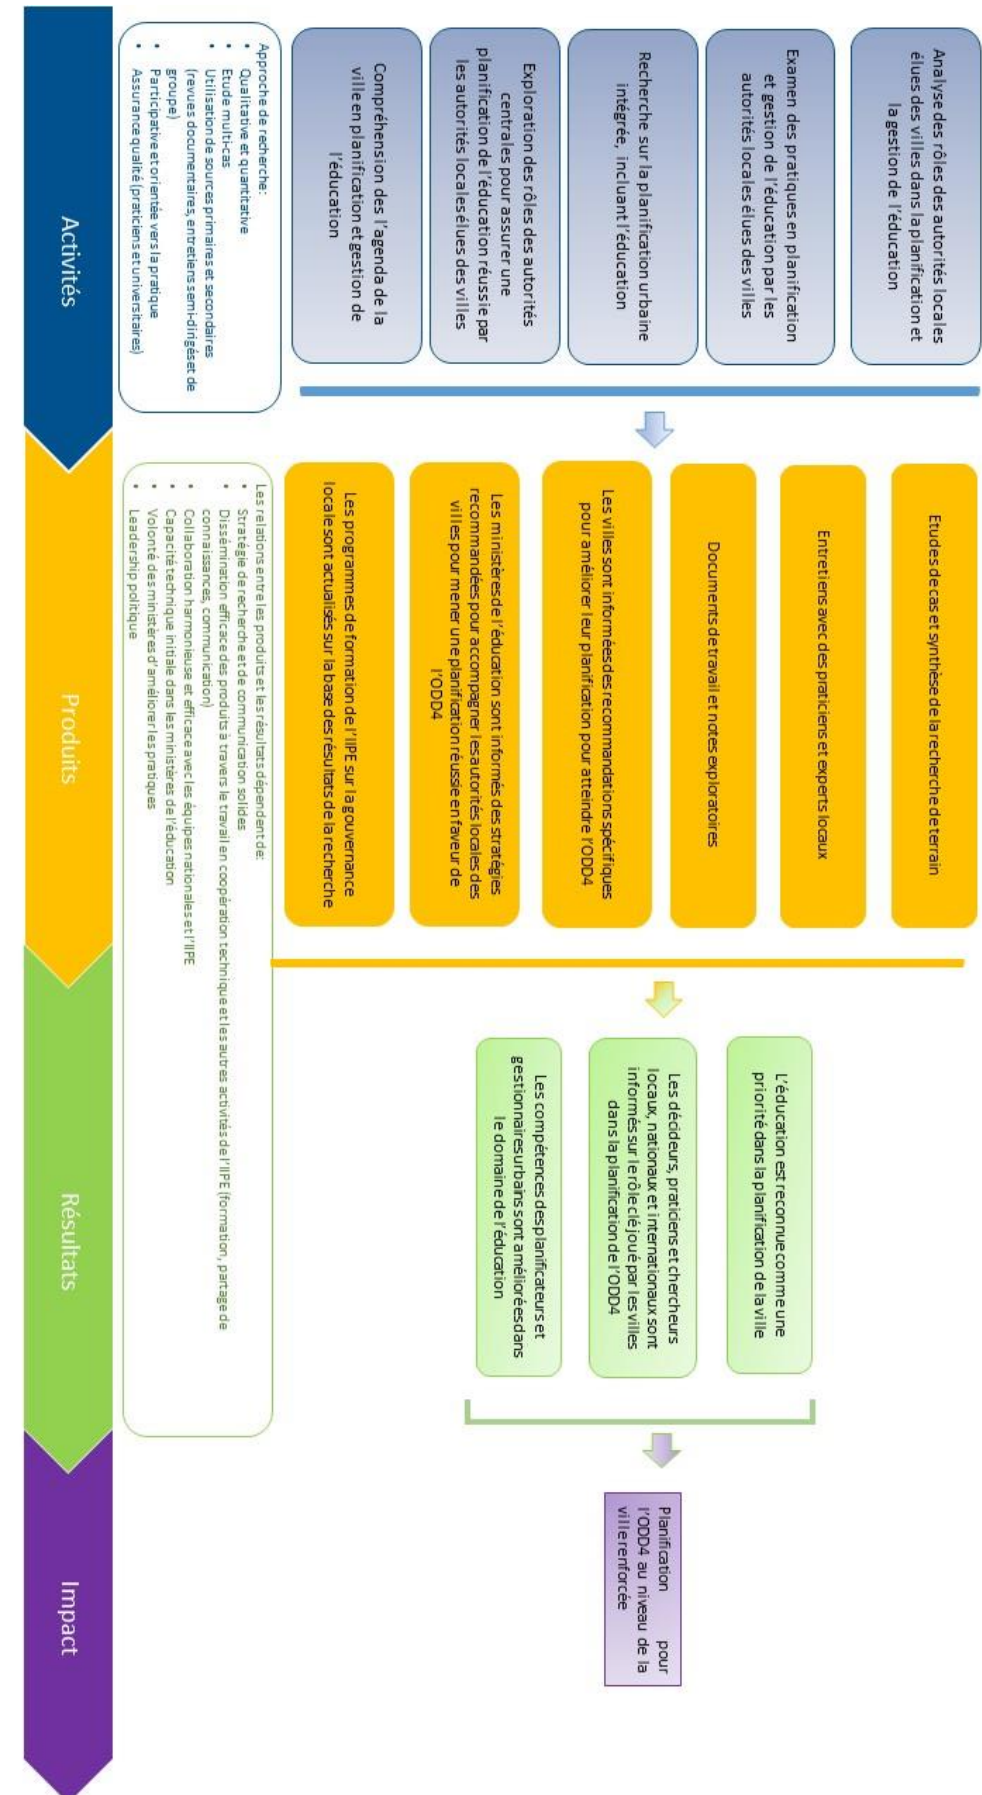 Analyse des rôles des autorités locales
élues des villes dans la planification et
la gestion de l'éducation
Examen des pratiques en planification
et gestion de l'éducation par les
autorités locales élues des villes
Recherche sur la planification urbaine
intégrée, incluant l'éducation
Exploration des rôles des autorités
centrales pour assurer une
planification de l'éducation réussie par
les autorités locales élues des villes
Compréhension des l'agenda de la
ville en planification et gestion de
l'éducation
Approche de recherche:
• Qualitative et quantitative
• Etude multi-cas
• Utilisation de sources primaires et secondaires
(revues documentaires, entretiens semi-dirigés et de
groupe)
• Participative et orientée vers la pratique
• Assurance qualité (praticiens et universitaires)
Etudes de cas et synthèse de la recherche de terrain
Entretiens avec des praticiens et experts locaux
Documents de travail et notes exploratoires
Les villes sont informées des recommandations spécifiques
pour améliorer leur planification pour atteindre l'ODD4
Les ministères de l'éducation sont informés des stratégies
recommandées pour accompagner les autorités locales des
villes pour mener une planification réussie en faveur de
l'ODD4
Les programmes de formation de l'IIPE sur la gouvernance
locale sont actualisés sur la base des résultats de la recherche
Les relations entre les produits et les résultats dépendent de:
• Stratégie de recherche et de communication solides
• Dissémination efficace des produits à travers le travail en coopération technique et les autres activités de l'IIPE (formation, partage de
connaissances, communication)
• Collaboration harmonieuse et efficace avec les équipes nationales et l'IIPE
• Capacité technique initiale dans les ministères de l'éducation
• Volonté des ministères d'améliorer les pratiques
• Leadership politique
L'éducation est reconnue comme une
priorité dans la planification de la ville
Les décideurs, praticiens et chercheurs
locaux, nationaux et internationaux sont
informés sur le rôle clé joué par les villes
dans la planification de l'ODD4
Les compétences des planificateurs et
gestionnaires urbains sont améliorées dans
le domaine de l'éducation
Planification pour
l'ODD4 au niveau de la
ville renforcée
Activités
Produits
Résultats
Impact